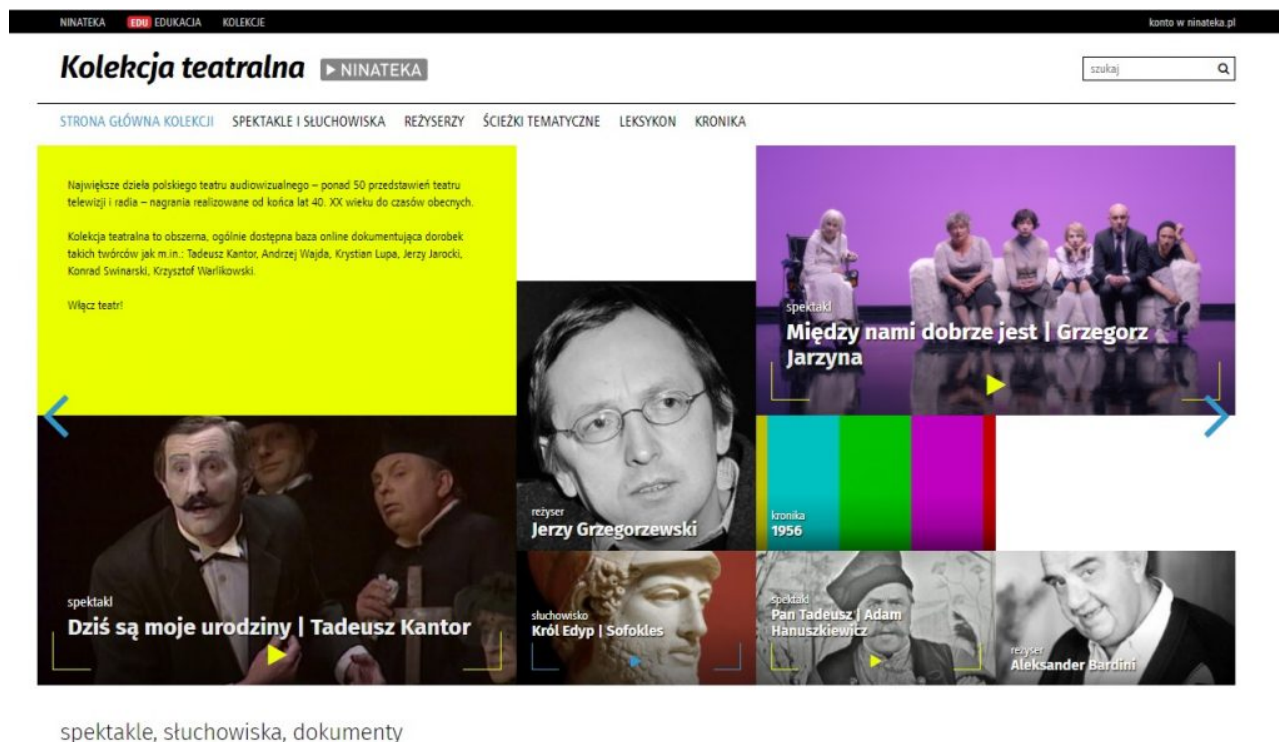 NINATEKA EDU EDUKACJA KOLEKCJE konto w ninateka.pl
Kolekcja teatralna NINATEKA szukaj
STRONA GŁÓWNA KOLEKCJI SPEKTAKLE I SŁUCHOWISKA REŻYSERZY ŚCIEŻKI TEMATYCZNE LEKSYKON KRONIKA
Największe dzieła polskiego teatru audiowizualnego – ponad 50 przedstawień teatru
telewizji i radia – nagrania realizowane od końca lat 40. XX wieku do czasów obecnych.
Kolekcja teatralna to obszerna, ogólnie dostępna baza online dokumentująca dorobek
takich twórców jak m.in.: Tadeusz Kantor, Andrzej Wajda, Krystian Lupa, Jerzy Jarocki,
Konrad Swinarski, Krzysztof Warlikowski.
Włącz teatr!
spektakl
Między nami dobrze jest | Grzegorz
Jarzyna
reżyser
Jerzy Grzegorzewski
kronika
1956
spektakl
Dziś są moje urodziny | Tadeusz Kantor
słuchowisko
Król Edyp | Sofokles
spektakl
Pan Tadeusz | Adam
Hanuszkiewicz
reżyser
Aleksander Bardini
spektakle, słuchowiska, dokumenty